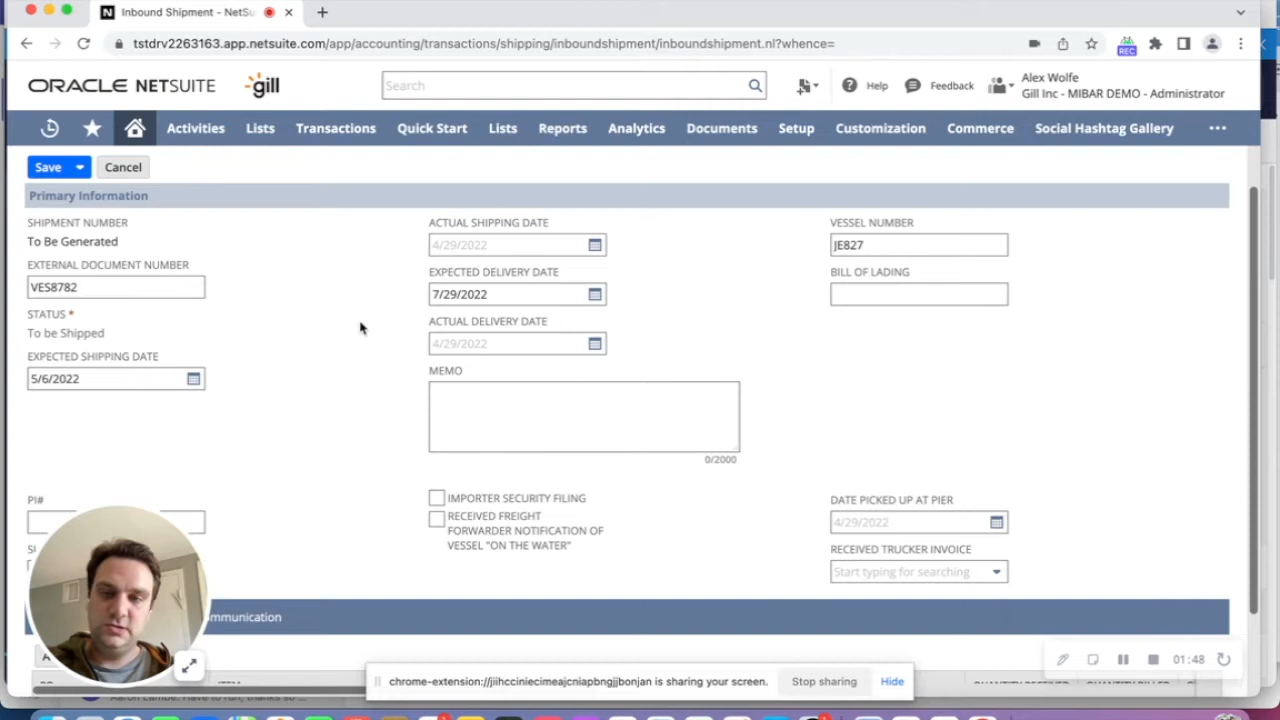 Inbound Shipment - NetSu
tstdrv2263163.app.netsuite.com/app/accounting/transactions/shipping/inboundshipment/inboundshipment.nl?whence=
REC
ORACLE NETSUITE
gill
Search
Help
Feedback
Alex Wolfe
Gill Inc - MIBAR DEMO - Administrator
Activities
Lists
Transactions
Quick Start
Lists
Reports
Analytics
Documents
Setup
Customization
Commerce
Social Hashtag Gallery
Save
Cancel
Primary Information
SHIPMENT NUMBER
To Be Generated
EXTERNAL DOCUMENT NUMBER
VES8782
STATUS *
To be Shipped
EXPECTED SHIPPING DATE
5/6/2022
ACTUAL SHIPPING DATE
4/29/2022
EXPECTED DELIVERY DATE
7/29/2022
ACTUAL DELIVERY DATE
4/29/2022
MEMO
0/2000
VESSEL NUMBER
JE827
BILL OF LADING
PI#
IMPORTER SECURITY FILING
RECEIVED FREIGHT
FORWARDER NOTIFICATION OF
VESSEL "ON THE WATER"
DATE PICKED UP AT PIER
4/29/2022
RECEIVED TRUCKER INVOICE
Start typing for searching
mmunication
chrome-extension://jiihcciniecimeajcniapbngjjbonjan is sharing your screen.
Stop sharing
Hide
01:48